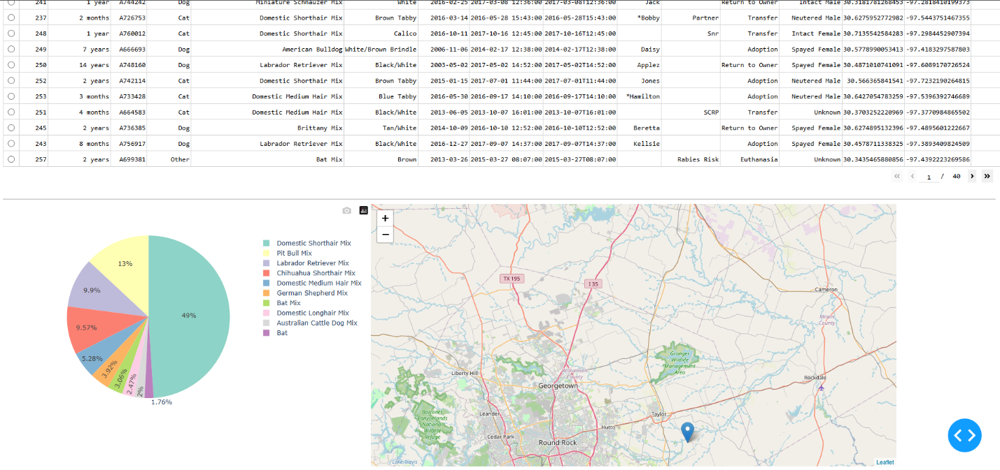 241 1 year A744242 Dog Miniature Schnauzer Mix White 2016-02-25 2017-03-08 12:36:00 2017-03-08T12:36:00 Jack Return to Owner Intact Male 30.3181781268453 -97.2818410199373
237 2 months A726753 Cat Domestic Shorthair Mix Brown Tabby 2016-03-14 2016-05-28 15:43:00 2016-05-28T15:43:00 *Bobby Partner Transfer Neutered Male 30.6275952772982 -97.5443751467355
248 1 year A760012 Cat Domestic Shorthair Mix Calico 2016-10-11 2017-10-16 12:45:00 2017-10-16T12:45:00 Snr Transfer Intact Female 30.7135542584283 -97.2984452907394
249 7 years A666693 Dog American Bulldog White/Brown Brindle 2006-11-06 2014-02-17 12:38:00 2014-02-17T12:38:00 Daisy Adoption Spayed Female 30.5778990053413 -97.4183297587803
250 14 years A748160 Dog Labrador Retriever Mix Black/White 2003-05-02 2017-05-02 14:52:00 2017-05-02T14:52:00 Applez Return to Owner Spayed Female 30.4871010741091 -97.6089170726524
252 2 years A742114 Cat Domestic Shorthair Mix Brown Tabby 2015-01-15 2017-07-01 11:44:00 2017-07-01T11:44:00 Jones Adoption Neutered Male 30.566365841541 -97.7232190264815
253 3 months A733428 Cat Domestic Medium Hair Mix Blue Tabby 2016-05-30 2016-09-17 14:10:00 2016-09-17T14:10:00 *Hamilton Adoption Neutered Male 30.6427054783259 -97.5396392746689
251 4 months A664583 Cat Domestic Medium Hair Mix Black/White 2013-06-05 2013-10-07 16:01:00 2013-10-07T16:01:00 SCRP Transfer Unknown 30.3703252220969 -97.3770984865502
245 2 years A736385 Dog Brittany Mix Tan/White 2014-10-09 2016-10-10 12:52:00 2016-10-10T12:52:00 Beretta Return to Owner Spayed Female 30.6274895132396 -97.4895601222667
243 8 months A756917 Dog Labrador Retriever Mix Black/White 2016-12-27 2017-09-07 14:37:00 2017-09-07T14:37:00 Kellsie Adoption Spayed Female 30.4578711338325 -97.3893409824509
257 2 years A699381 Other Bat Mix Brown 2013-03-26 2015-03-27 08:07:00 2015-03-27T08:07:00 Rabies Risk Euthanasia Unknown 30.3435465880856 -97.4392223269586
1 / 40
49%
13%
9.9%
9.57%
5.28%
3.92%
3.06%
2.47%
2%
1.76%
Domestic Shorthair Mix
Pit Bull Mix
Labrador Retriever Mix
Chihuahua Shorthair Mix
Domestic Medium Hair Mix
German Shepherd Mix
Bat Mix
Domestic Longhair Mix
Australian Cattle Dog Mix
Bat
+
−
TX 195
I 35
Cameron
Milam
County
Granger
Wildlife
Management
Area
Williamson
County
Liberty Hill
Georgetown
Rockdale
Balcones
Canyonlands
National
Wildlife
Refuge
Leander
Taylor
Hutto
Cedar Park
Round Rock
Lake Travis
Leaflet